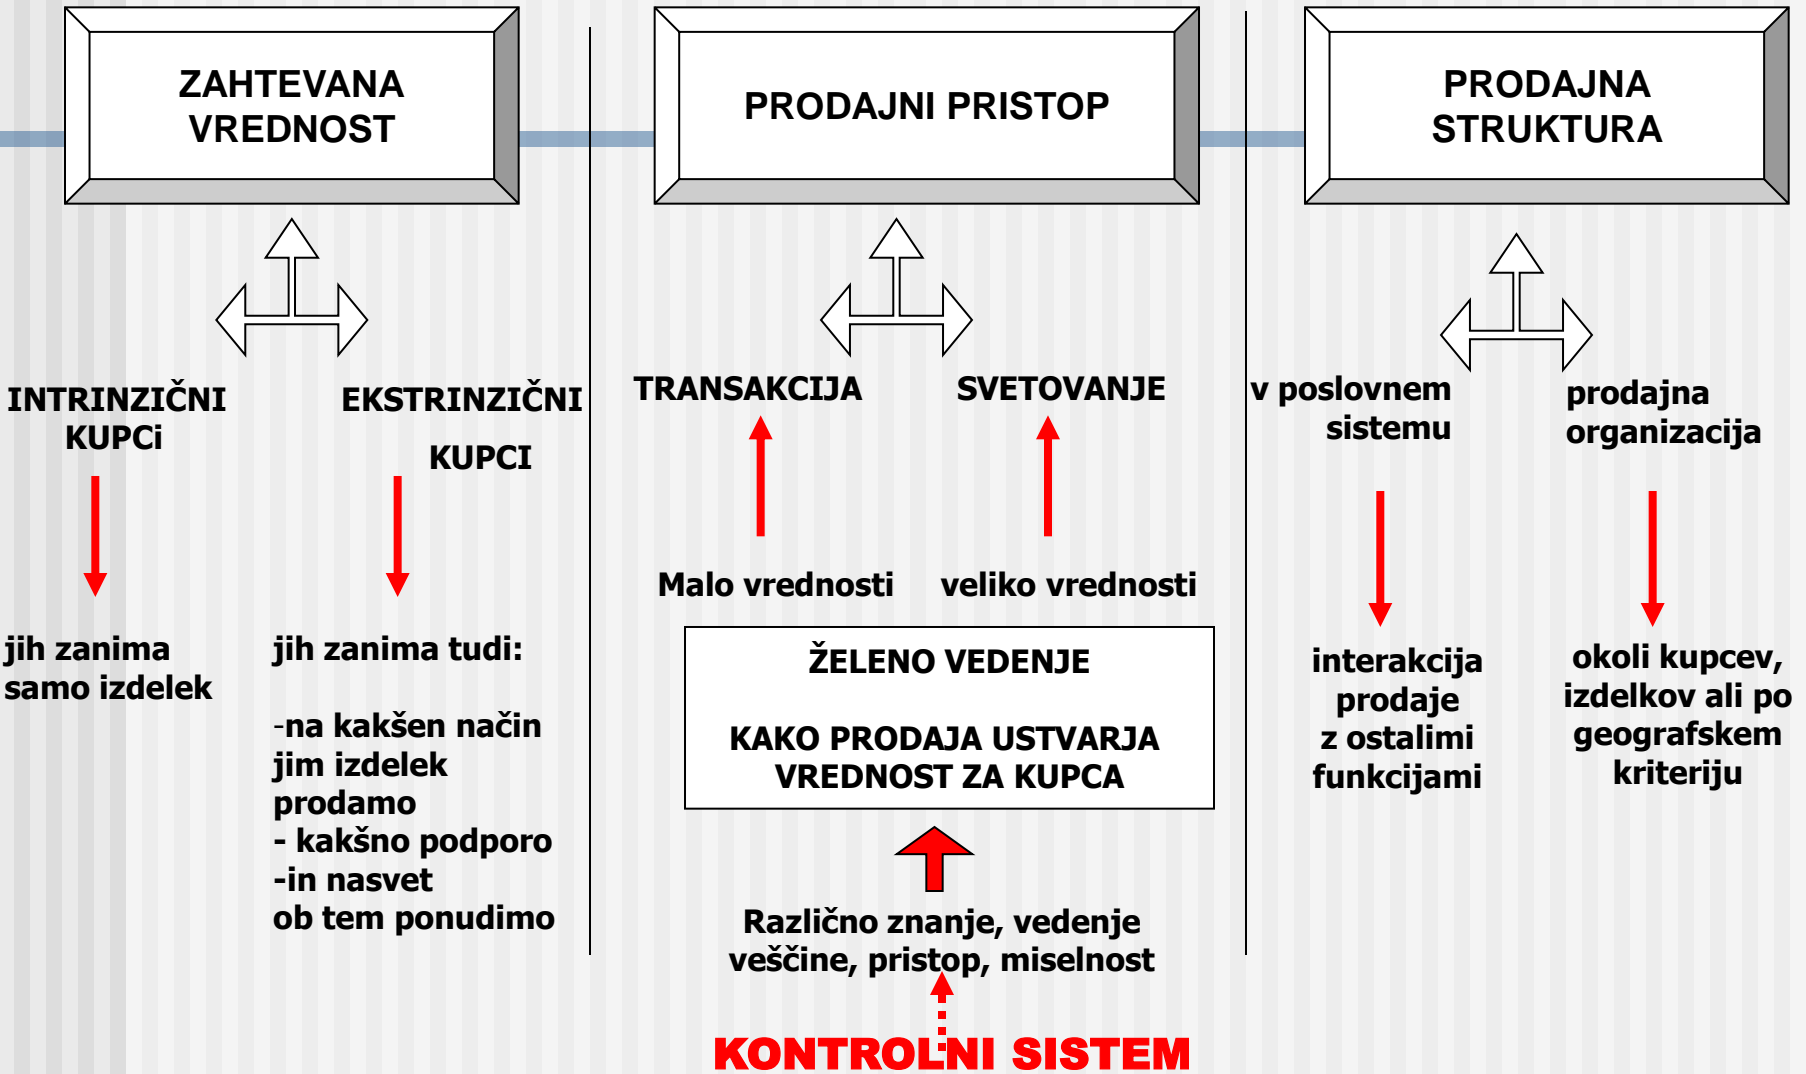 ZAHTEVANA
VREDNOST
INTRINZIČNI
KUPCi
EKSTRINZIČNI
KUPCI
jih zanima
samo izdelek
jih zanima tudi:
-na kakšen način
jim izdelek
prodamo
- kakšno podporo
-in nasvet
ob tem ponudimo
PRODAJNI PRISTOP
TRANSAKCIJA
SVETOVANJE
Malo vrednosti
veliko vrednosti
ŽELENO VEDENJE
KAKO PRODAJA USTVARJA
VREDNOST ZA KUPCA
Različno znanje, vedenje
veščine, pristop, miselnost
KONTROLNI SISTEM
PRODAJNA
STRUKTURA
v poslovnem
sistemu
prodajna
organizacija
interakcija
prodaje
z ostalimi
funkcijami
okoli kupcev,
izdelkov ali po
geografskem
kriteriju